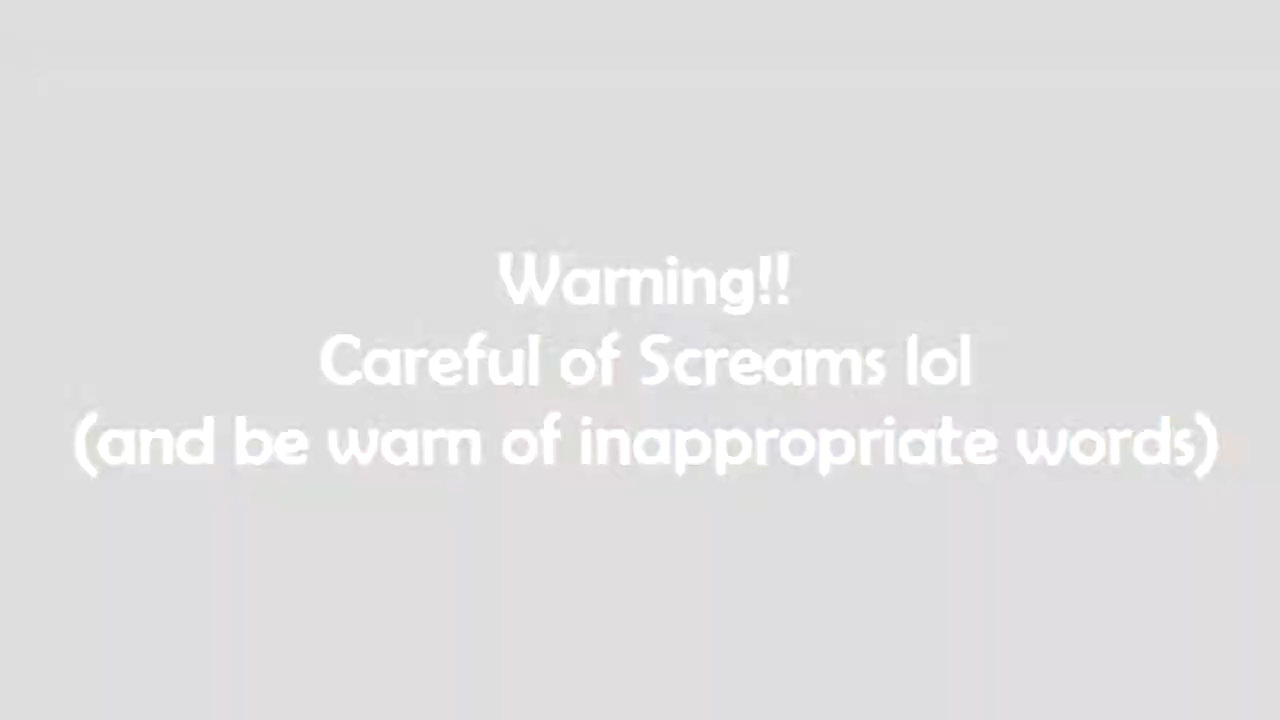 Warning!!
Careful of Screams lol
(and be warn of inappropriate words)